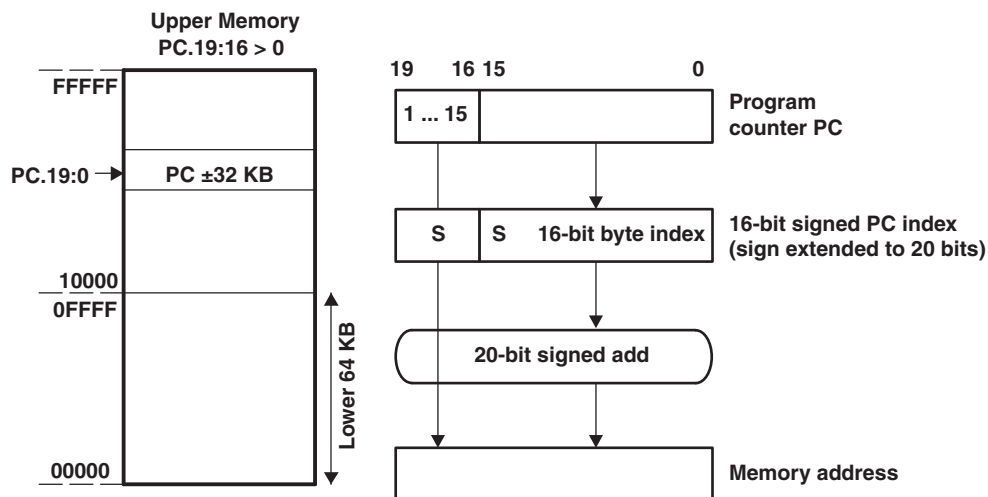 Upper Memory
PC.19:16 > 0
FFFFF
PC.19:0
PC ±32 KB
10000
0FFFF
Lower 64 KB
00000
19 16 15 0
1 ... 15
Program
counter PC
S S 16-bit byte index
16-bit signed PC index
(sign extended to 20 bits)
20-bit signed add
Memory address